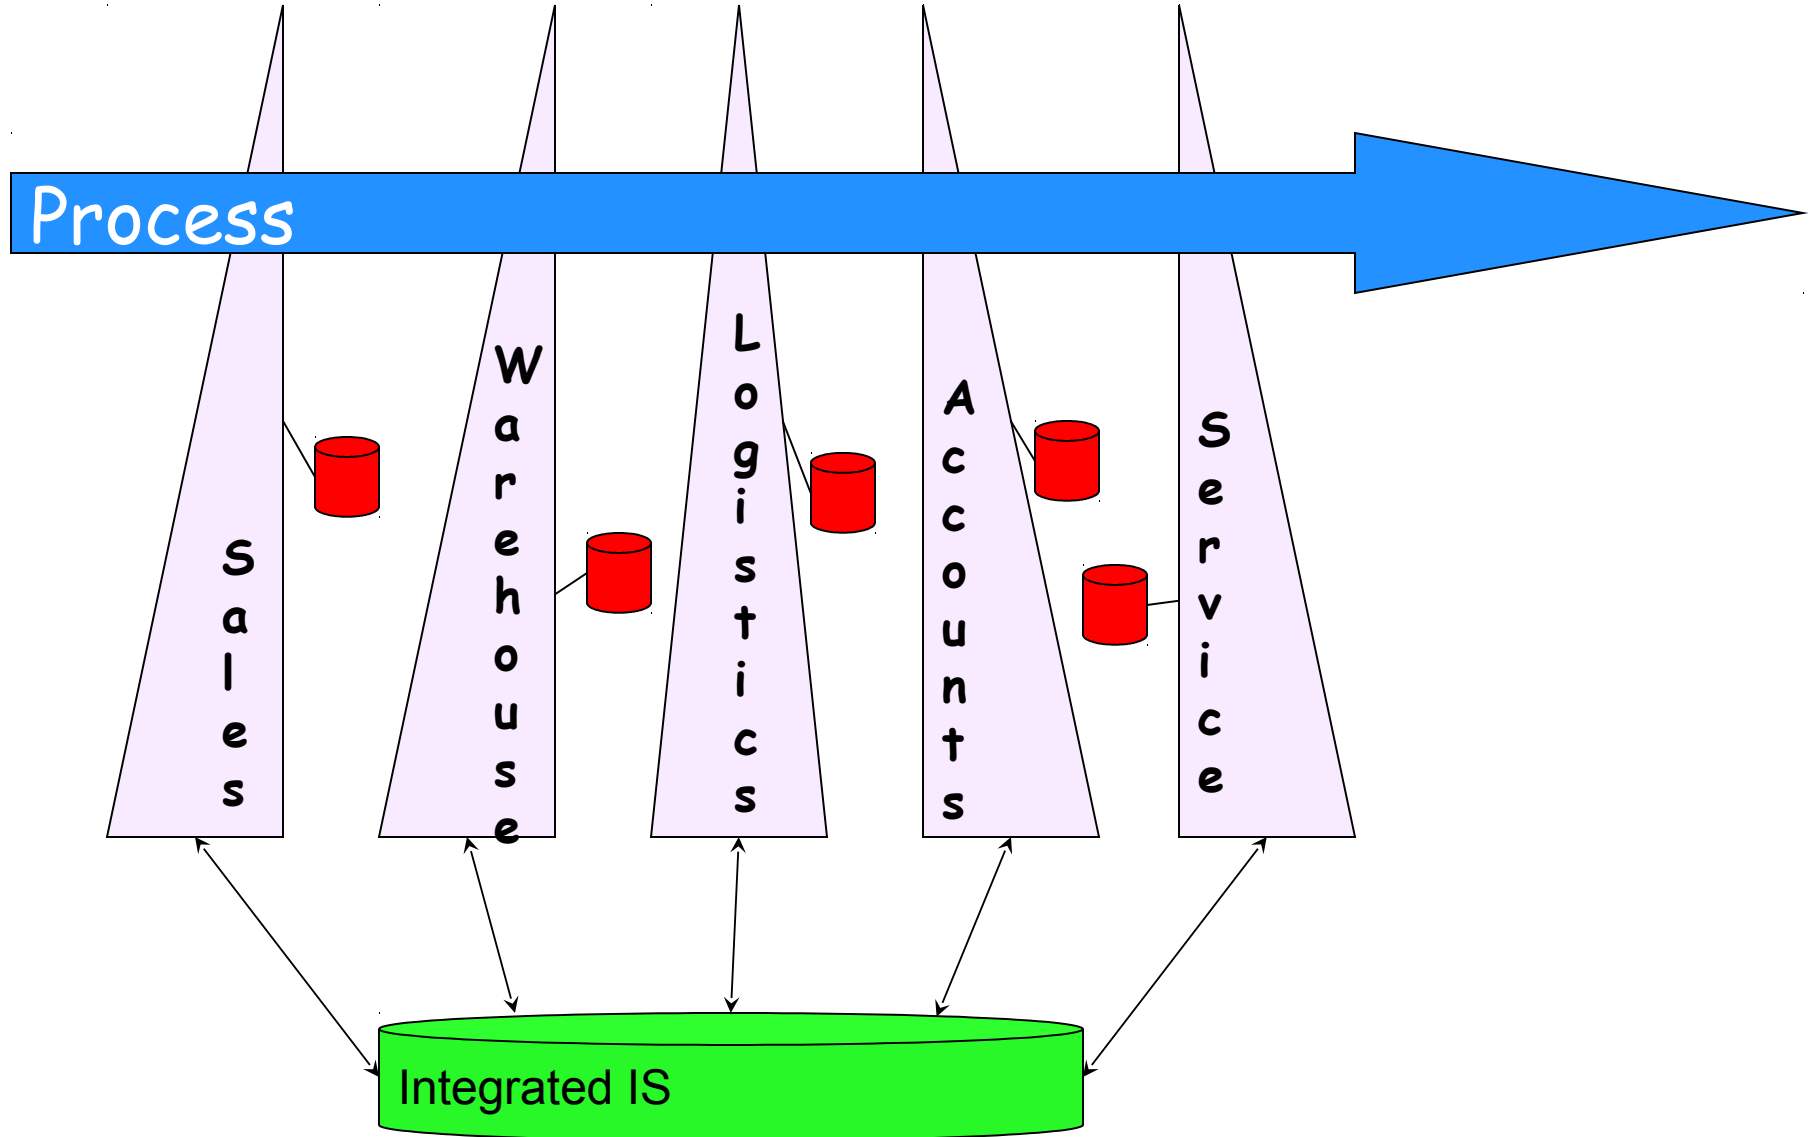 Process
Sales
Warehouse
Logistics
Accounts
Service
Integrated IS